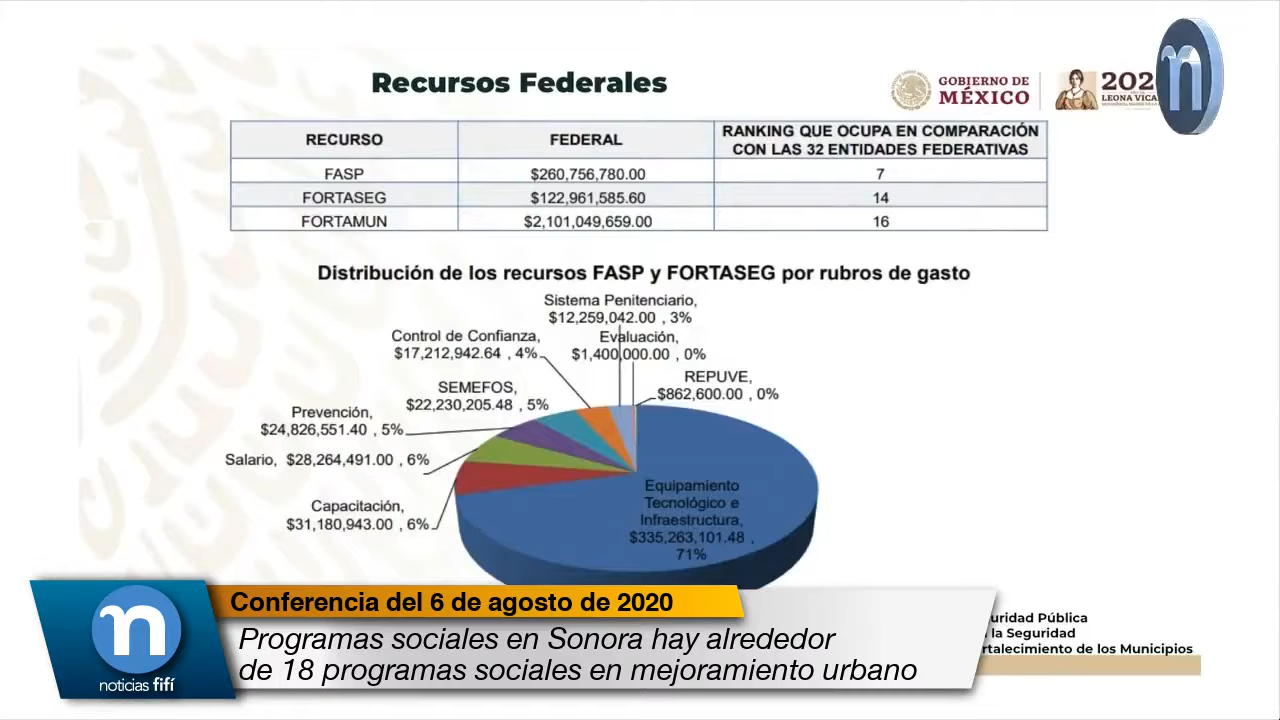 Recursos Federales
GOBIERNO DE
MÉXICO
202
LEONA VICA
n
RECURSO
FEDERAL
RANKING QUE OCUPA EN COMPARACIÓN
CON LAS 32 ENTIDADES FEDERATIVAS
FASP
$260,756,780.00
7
FORTASEG
$122,961,585.60
14
FORTAMUN
$2,101,049,659.00
16
Distribución de los recursos FASP y FORTASEG por rubros de gasto
Sistema Penitenciario,
$12,259,042.00 , 3%
Control de Confianza,
$17,212,942.64 , 4%
Evaluación,
$1,400,000.00 , 0%
REPUVE,
$862,600.00 , 0%
SEMEFOS,
$22,230,205.48 , 5%
Prevención,
$24,826,551.40 , 5%
Salario, $28,264,491.00 , 6%
Capacitación,
$31,180,943.00 , 6%
Equipamiento
Tecnológico e
Infraestructura,
$335,263,101.48 ,
71%
Conferencia del 6 de agosto de 2020
Programas sociales en Sonora hay alrededor
de 18 programas sociales en mejoramiento urbano
n
noticias fifí
uridad Pública
la Seguridad
rtalecimiento de los Municipios